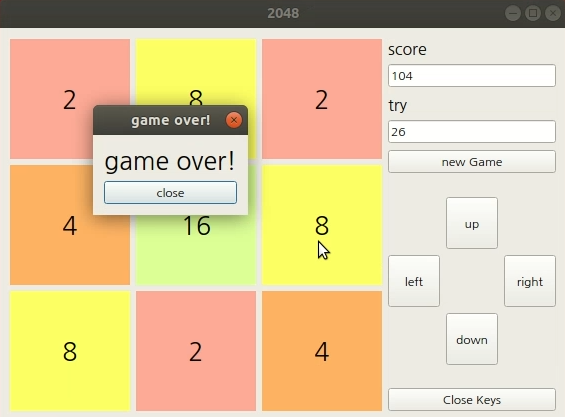 2048
2 8 2
score
104
game over!
try
game over!
26
close
new Game
4 16 8
up
left
right
down
8 2 4
Close Keys